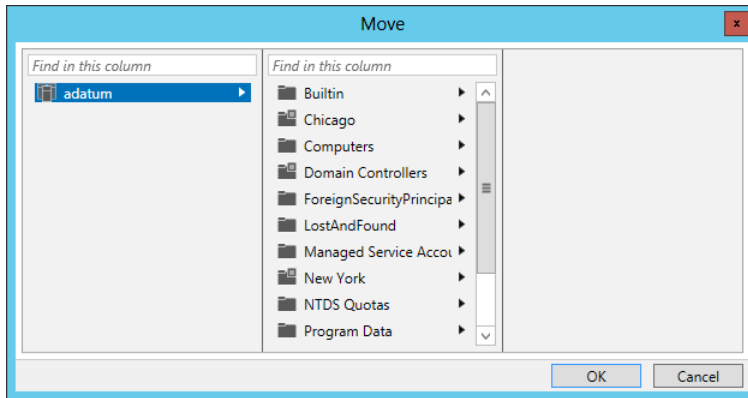 Move
x
Find in this column
adatum
Find in this column
Builtin
Chicago
Computers
Domain Controllers
ForeignSecurityPrincipa
LostAndFound
Managed Service Accou
New York
NTDS Quotas
Program Data
OK
Cancel